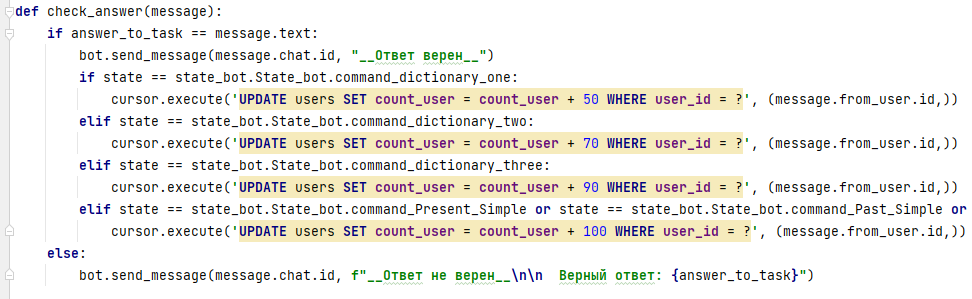 def check_answer(message):
    if answer_to_task == message.text:
        bot.send_message(message.chat.id, "__Ответ верен__")
        if state == state_bot.State_bot.command_dictionary_one:
            cursor.execute('UPDATE users SET count_user = count_user + 50 WHERE user_id = ?', (message.from_user.id,))
        elif state == state_bot.State_bot.command_dictionary_two:
            cursor.execute('UPDATE users SET count_user = count_user + 70 WHERE user_id = ?', (message.from_user.id,))
        elif state == state_bot.State_bot.command_dictionary_three:
            cursor.execute('UPDATE users SET count_user = count_user + 90 WHERE user_id = ?', (message.from_user.id,))
        elif state == state_bot.State_bot.command_Present_Simple or state == state_bot.State_bot.command_Past_Simple or
            cursor.execute('UPDATE users SET count_user = count_user + 100 WHERE user_id = ?', (message.from_user.id,))
    else:
        bot.send_message(message.chat.id, f"__Ответ не верен__\n\n  Верный ответ: {answer_to_task}")